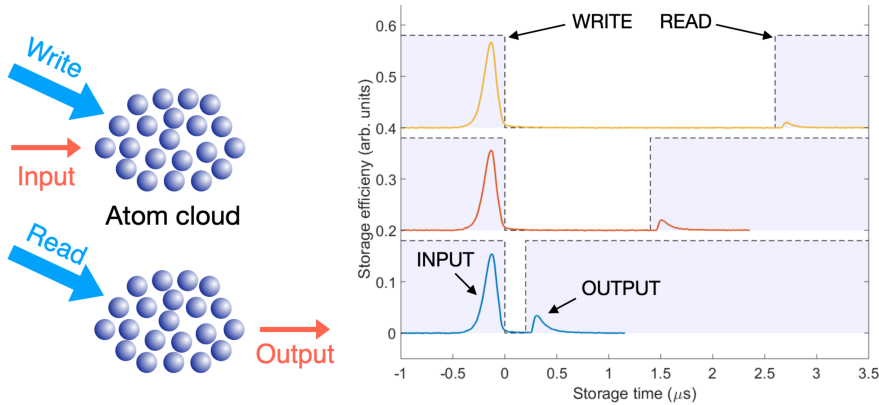 Write
Input
Atom cloud
Read
Output
Storage efficieny (arb. units)
0.6
0.5
0.4
0.3
0.2
0.1
0
WRITE
READ
INPUT
OUTPUT
-1
-0.5
0
0.5
1
1.5
2
2.5
3
3.5
Storage time (μs)